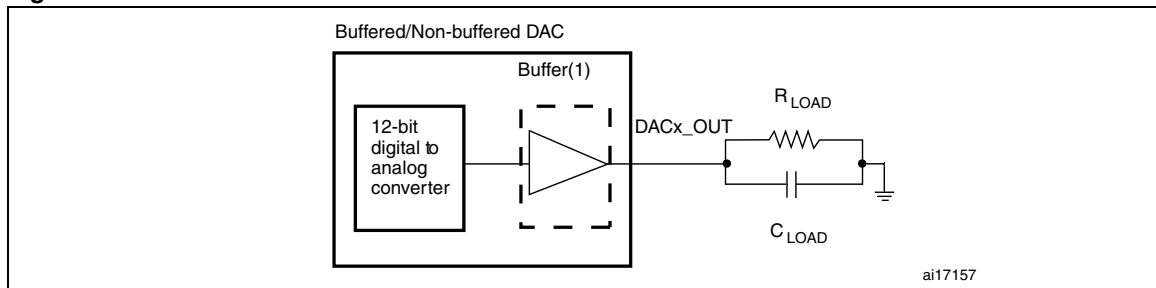 Buffered/Non-buffered DAC
Buffer(1)
12-bit
digital to
analog
converter
DACx_OUT
R LOAD
C LOAD
ai17157